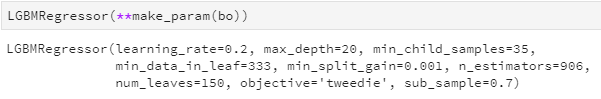 LGBMRegressor(**make_param(bo))
LGBMRegressor(learning_rate=0.2, max_depth=20, min_child_samples=35,
min_data_in_leaf=333, min_split_gain=0.001, n_estimators=906,
num_leaves=150, objective='tweedie', sub_sample=0.7)